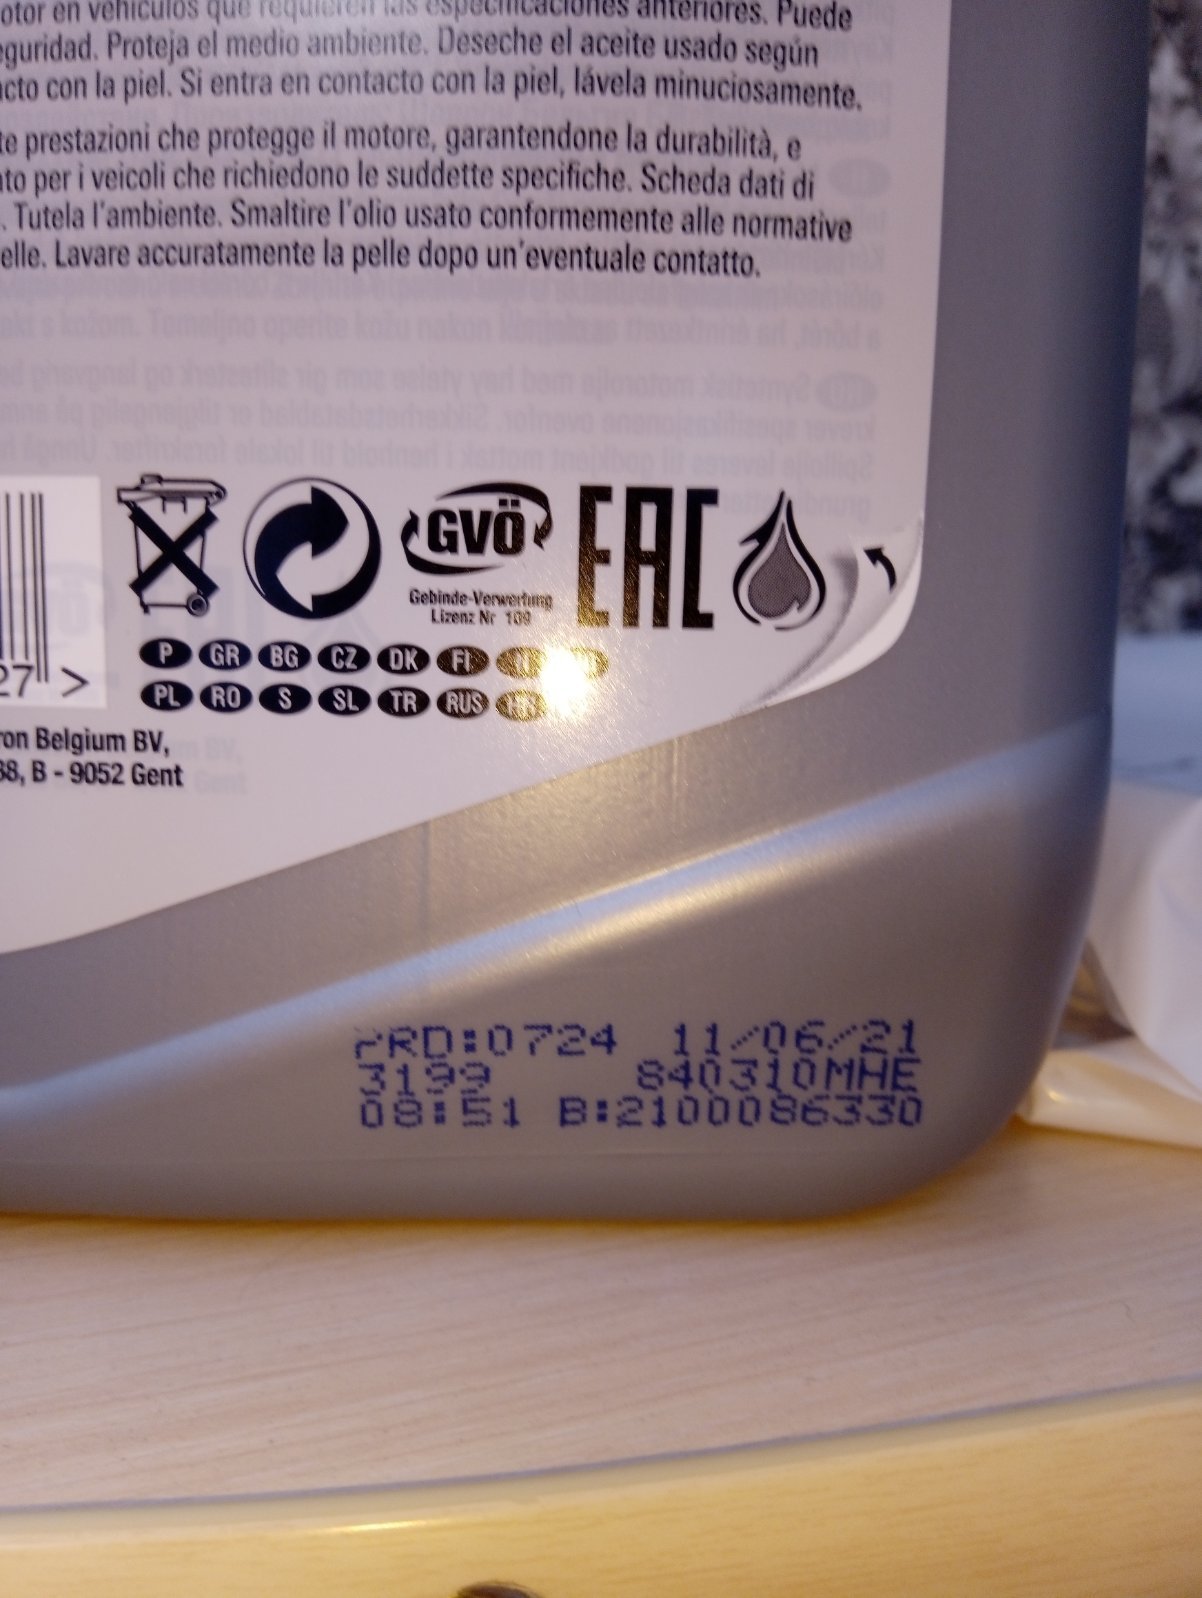 otor en vehículos que requieren las especificaciones anteriores. Puede
eguridad. Proteja el medio ambiente. Deseche el aceite usado según
acto con la piel. Si entra en contacto con la piel, lávela minuciosamente.
te prestazioni che protegge il motore, garantendone la durabilità, e
ato per i veicoli che richiedono le suddette specifiche. Scheda dati di
. Tutela l'ambiente. Smaltire l'olio usato conformemente alle normative
elle. Lavare accuratamente la pelle dopo un'eventuale contatto.
GVÖ
Gebinde-Verwertung
Lizenz Nr 109
EAC
27 >
P GR BG CZ DK FI
PL RO S SL TR RUS HR
ron Belgium BV,
38, B - 9052 Gent
PRD:0724 11/06/21
3199 840310MHE
08:51 B:2100086330